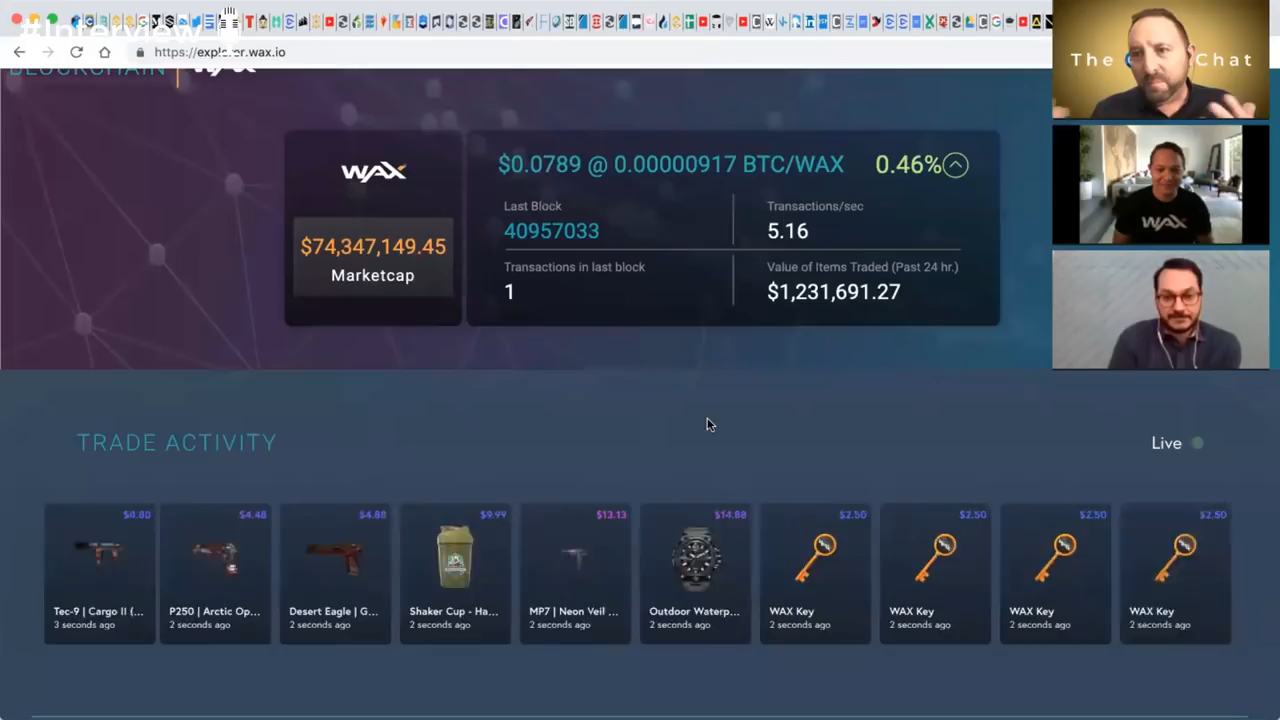 #Interview
https://explorer.wax.io
BLOCKCHAIN | WAX
The Chat
WAX
$74,347,149.45
Marketcap
$0.0789 @ 0.00000917 BTC/WAX 0.46%
Last Block
40957033
Transactions/sec
5.16
Transactions in last block
1
Value of Items Traded (Past 24 hr.)
$1,231,691.27
WAX
TRADE ACTIVITY
Live
$4.80
Tec-9 | Cargo II (...
3 seconds ago
$4.48
P250 | Arctic Op...
2 seconds ago
$4.88
Desert Eagle | G...
2 seconds ago
$9.99
Shaker Cup - Ha...
2 seconds ago
$13.13
MP7 | Neon Veil ...
2 seconds ago
$14.88
Outdoor Waterp...
2 seconds ago
$2.50
WAX Key
2 seconds ago
$2.50
WAX Key
2 seconds ago
$2.50
WAX Key
2 seconds ago
$2.50
WAX Key
2 seconds ago